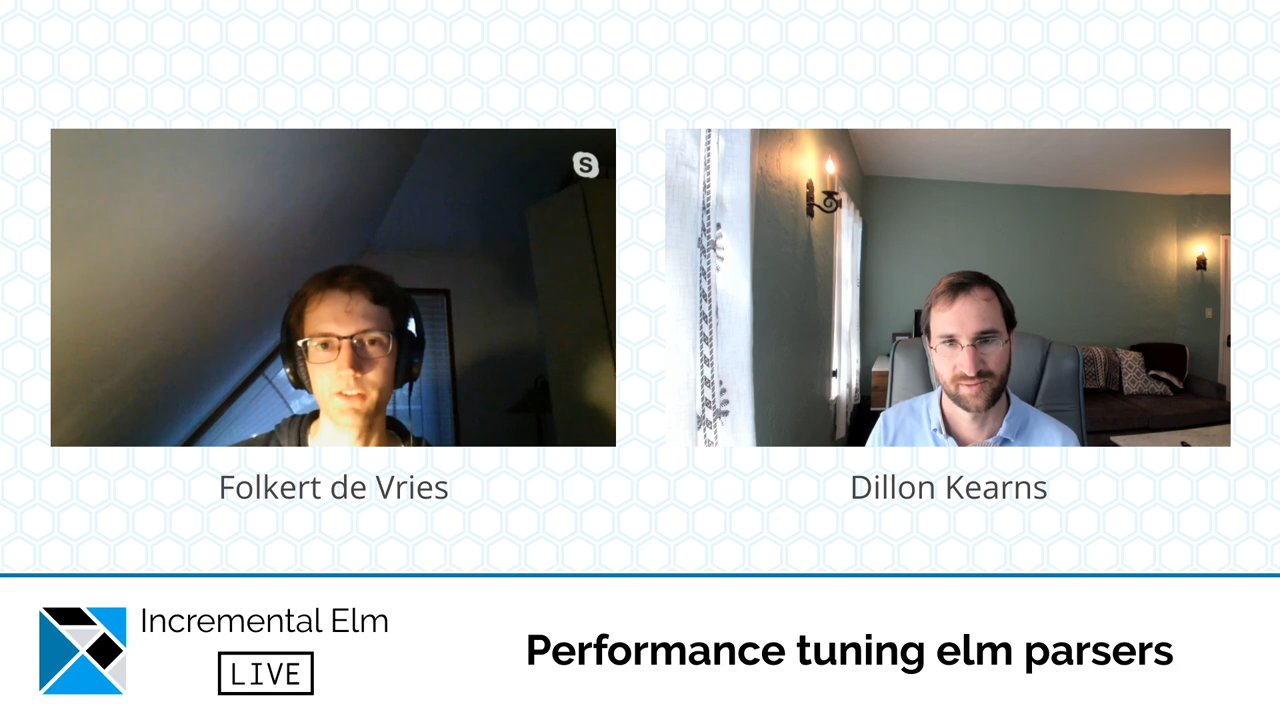 S
Folkert de Vries
Dillon Kearns
Incremental Elm
LIVE
Performance tuning elm parsers